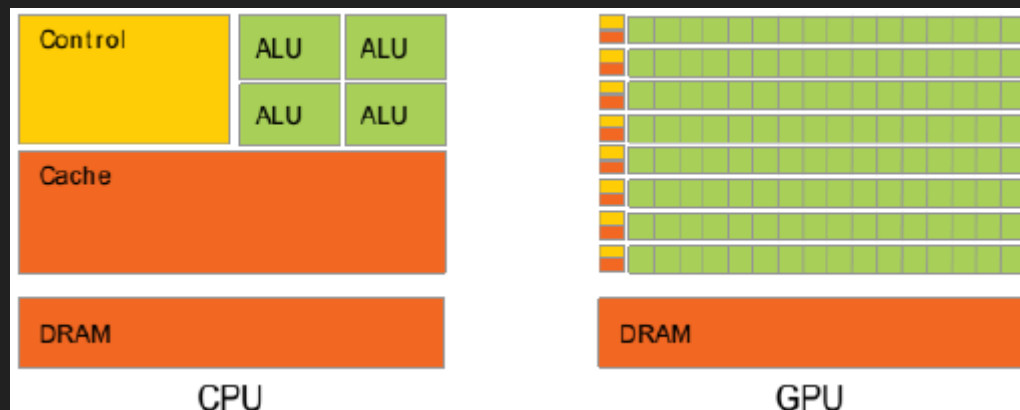 Control
ALU ALU
ALU ALU
Cache
DRAM
CPU
DRAM
GPU